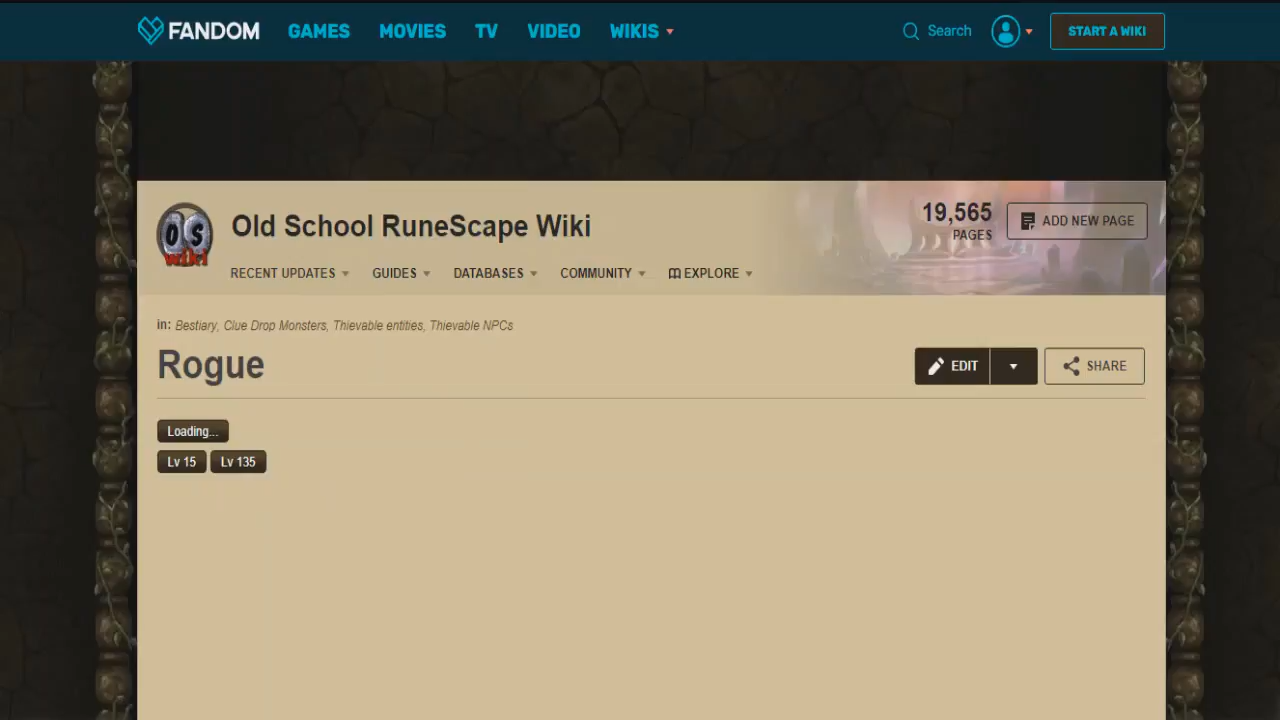 FANDOM GAMES MOVIES TV VIDEO WIKIS Search START A WIKI
OS wiki
Old School RuneScape Wiki
19,565 PAGES
ADD NEW PAGE
RECENT UPDATES GUIDES DATABASES COMMUNITY EXPLORE
in: Bestiary, Clue Drop Monsters, Thievable entities, Thievable NPCs
Rogue
EDIT SHARE
Loading...
Lv 15 Lv 135